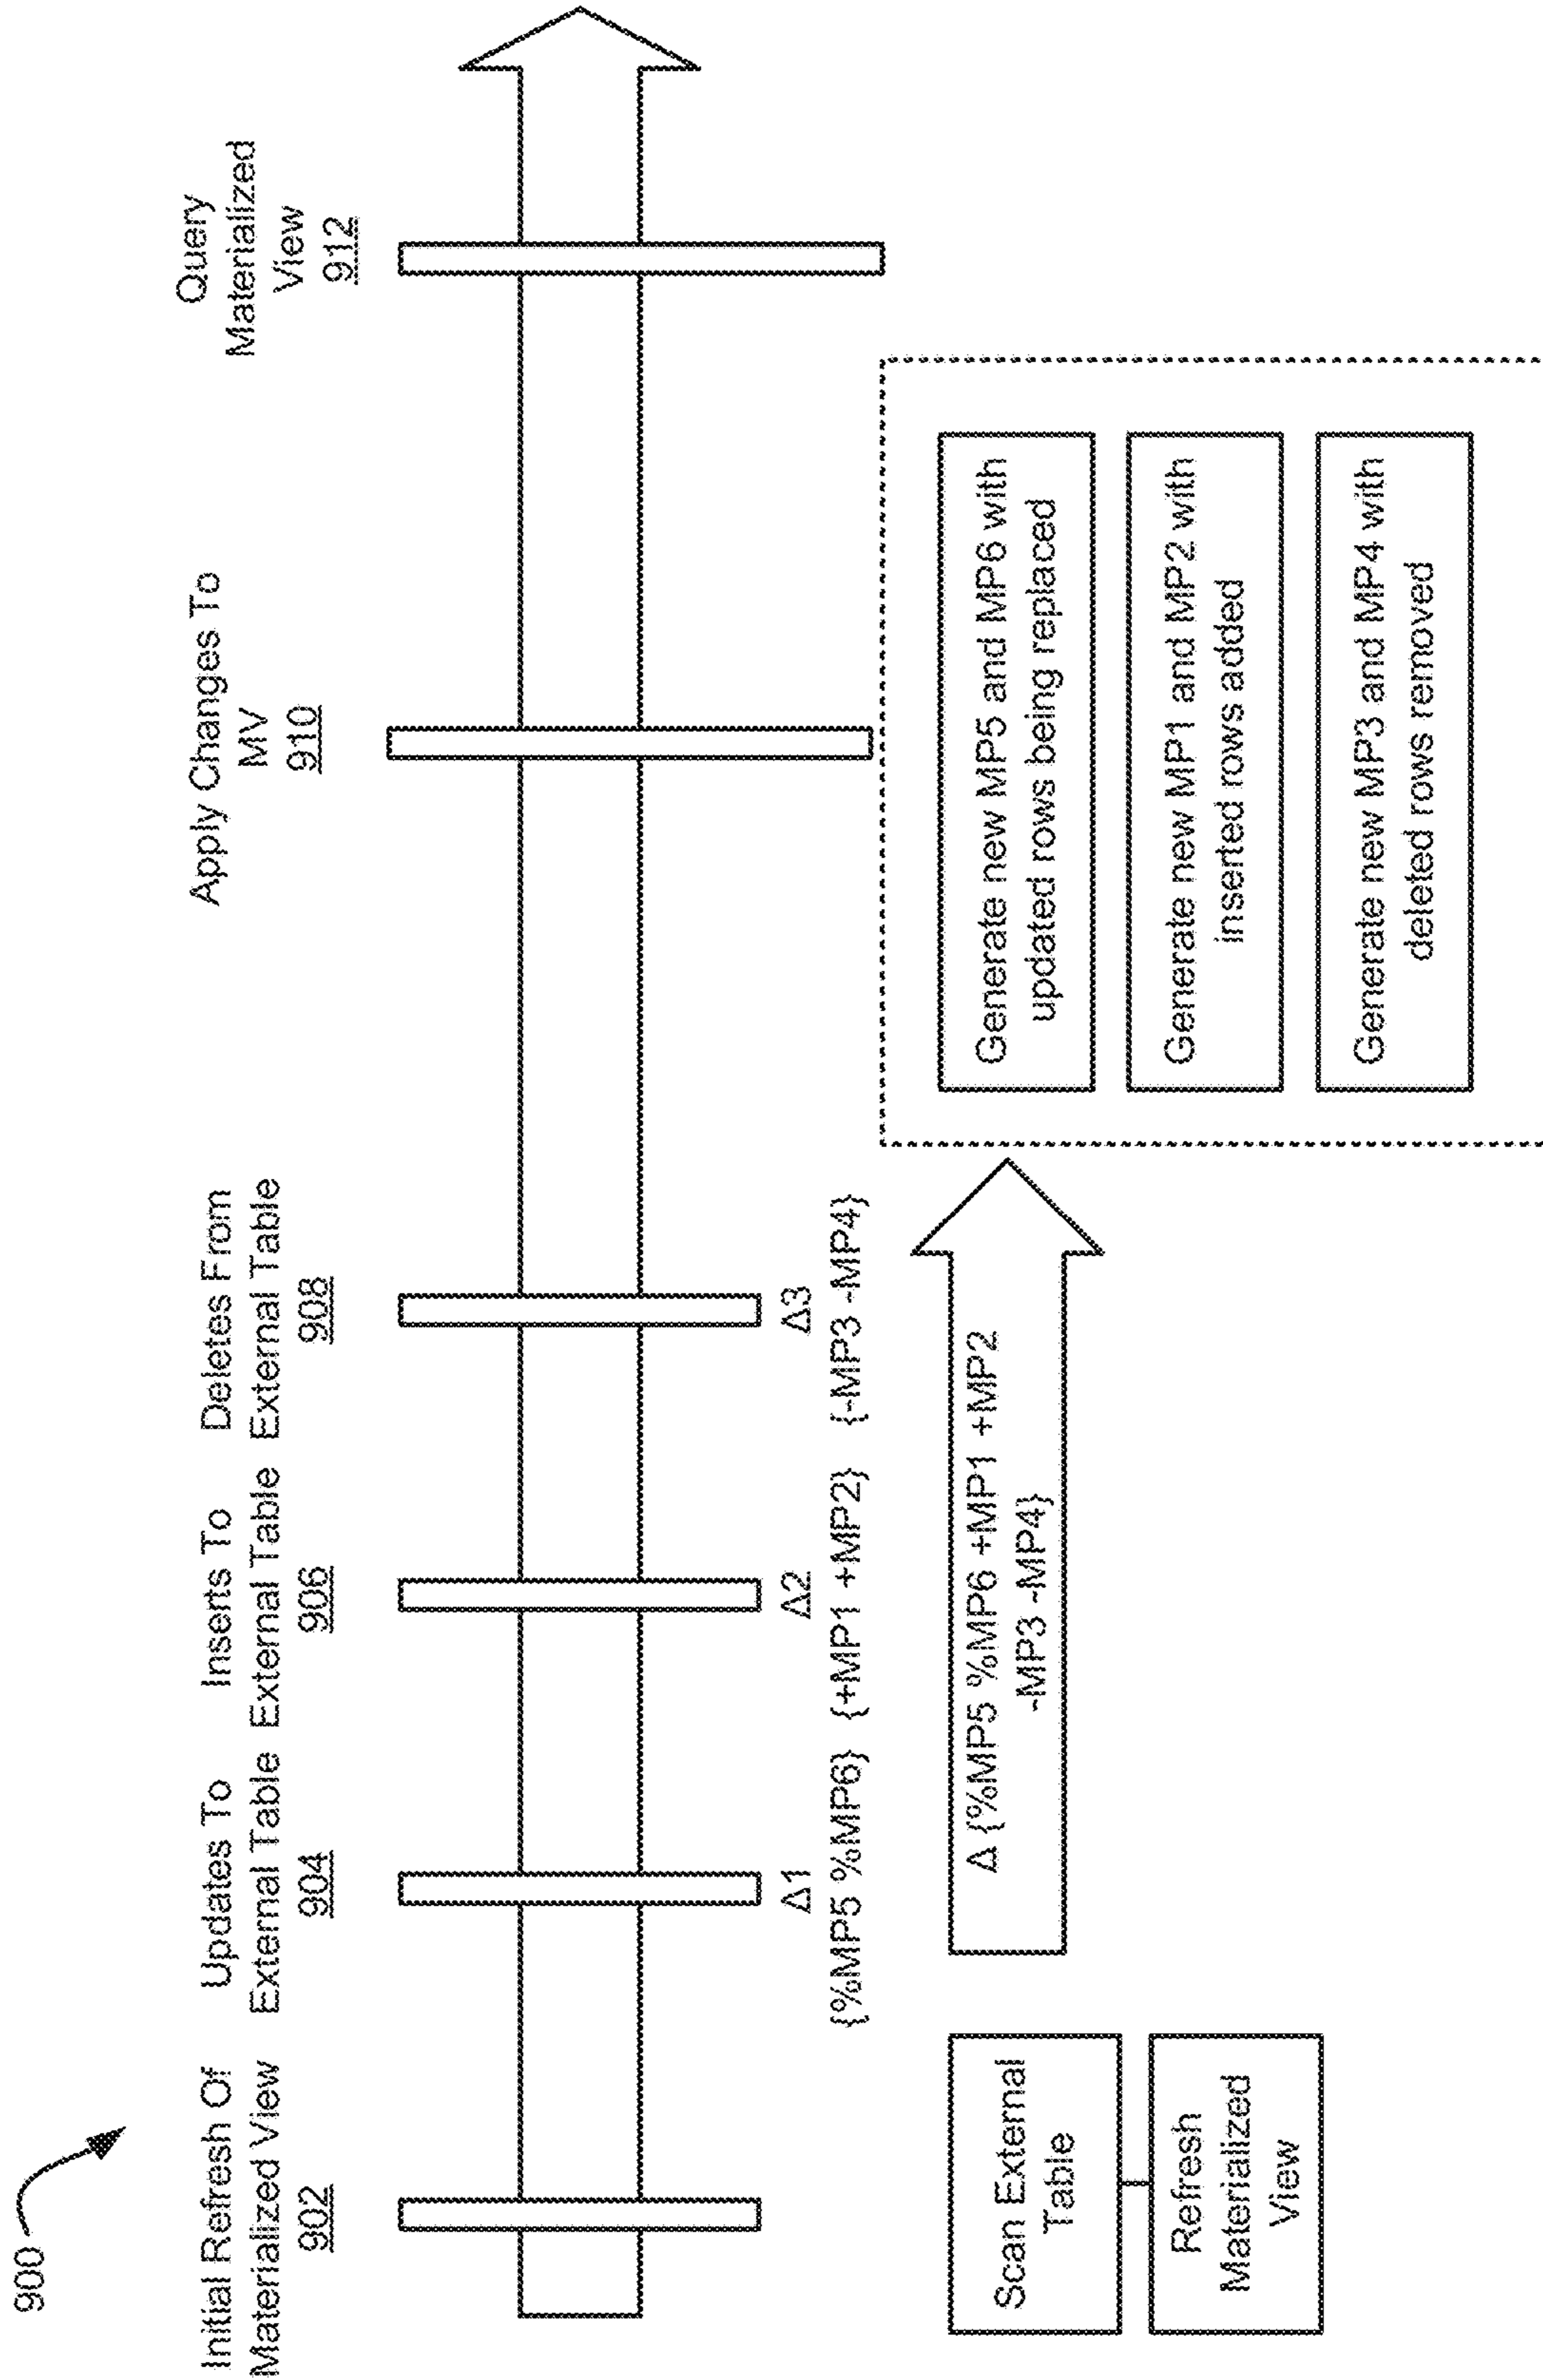 900
Initial Refresh Of
Materialized View
902
Updates To
External Table
904
Inserts To
External Table
906
Deletes From
External Table
908
Apply Changes To
MV
910
Query
Materialized
View
912
Δ1
{%MP5 %MP6}
Δ2
{+MP1 +MP2}
Δ3
{-MP3 -MP4}
Scan External
Table
Refresh
Materialized
View
Δ {%MP5 %MP6 +MP1 +MP2
-MP3 -MP4}
Generate new MP5 and MP6 with
updated rows being replaced
Generate new MP1 and MP2 with
inserted rows added
Generate new MP3 and MP4 with
deleted rows removed